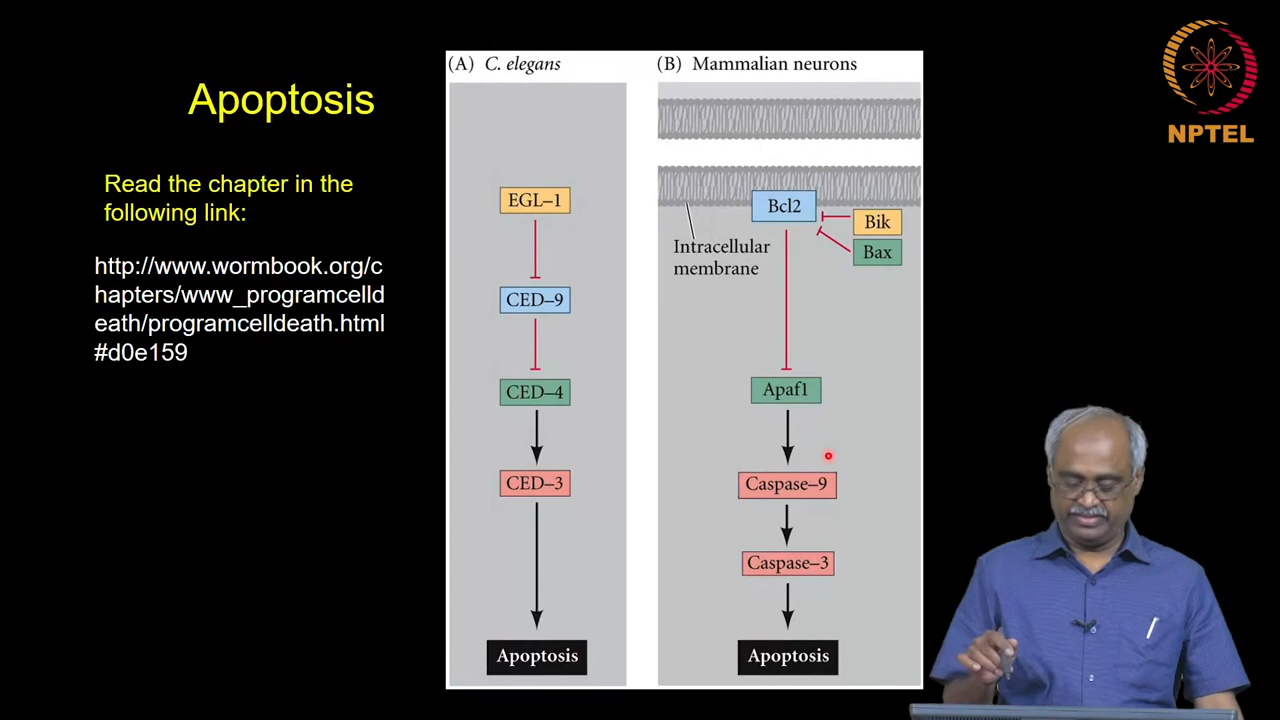 Apoptosis
Read the chapter in the
following link:
http://www.wormbook.org/c
hapters/www_programcelld
eath/programcelldeath.html
#d0e159
(A) C. elegans
EGL–1
CED–9
CED–4
CED–3
Apoptosis
(B) Mammalian neurons
Bcl2
Bik
Bax
Intracellular
membrane
Apaf1
Caspase–9
Caspase–3
Apoptosis
NPTEL